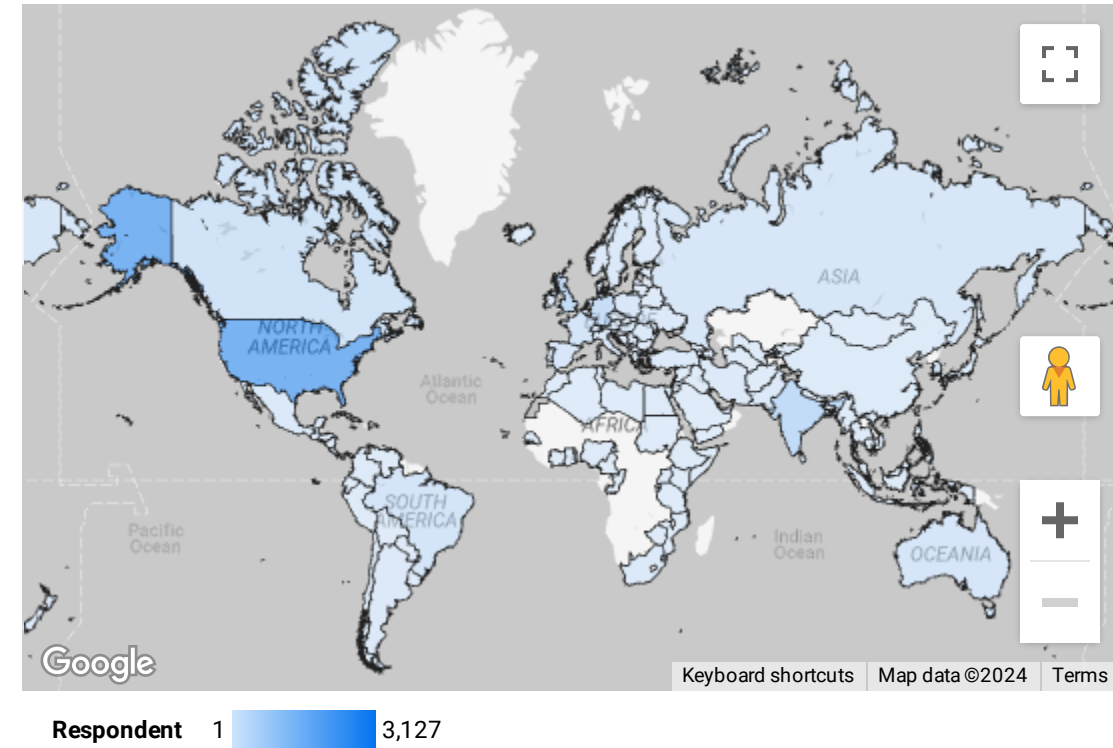 ASIA
NORTH
AMERICA
EUROPE
Atlantic
Ocean
AFRICA
SOUTH
AMERICA
Pacific
Ocean
Indian
Ocean
OCEANIA
Google
Keyboard shortcuts
Map data ©2024
Terms
Respondent 1 3,127